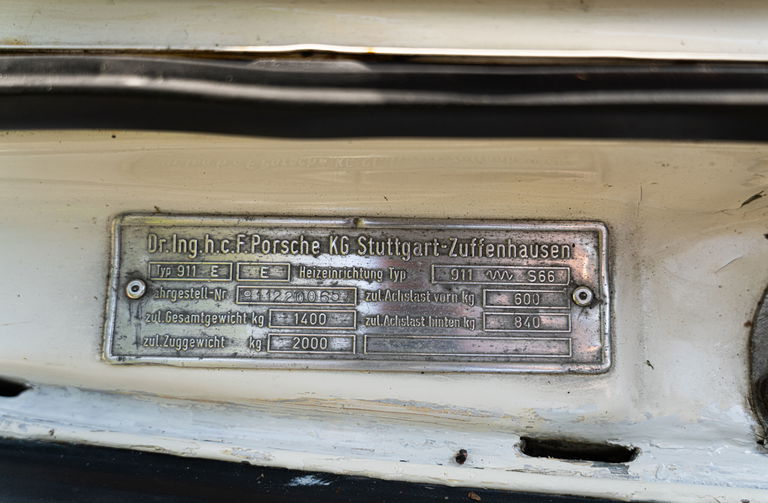 Dr.Ing.h.c.F.Porsche KG Stuttgart-Zuffenhausen
Typ 911 E E Heizeinrichtung Typ 911 S66
ahrgestell-Nr zul.Achslast vorn kg 600
zul.Gesamtgewicht kg 1400 zul.Achslast hinten kg 840
zul.Zuggewicht kg 2000